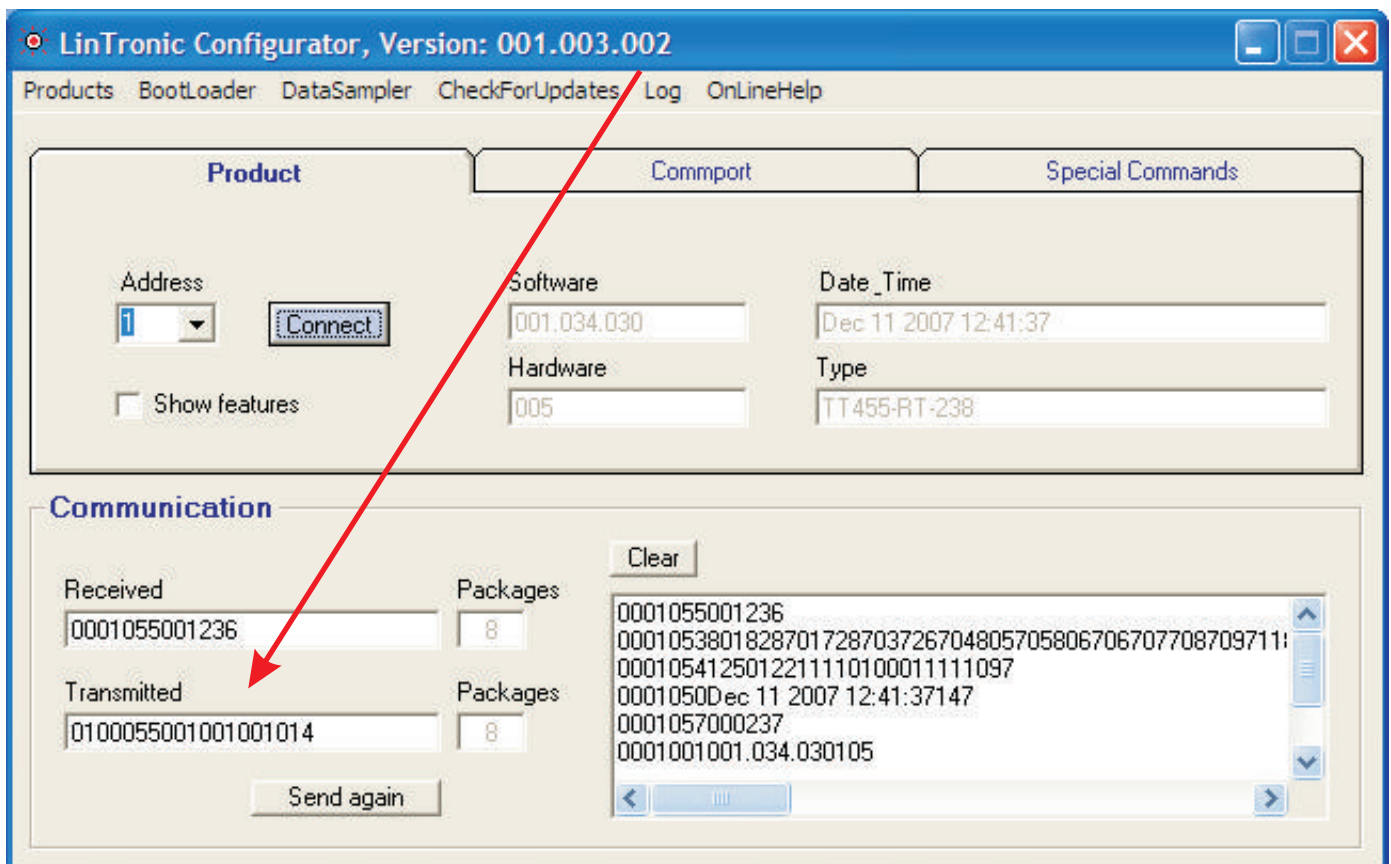 LinTronic Configurator, Version: 001.003.002
Products BootLoader DataSampler CheckForUpdates Log OnLineHelp
Product Commport Special Commands
Address
1
Connect
Show features
Software
001.034.030
Hardware
005
Date_Time
Dec 11 2007 12:41:37
Type
TT455-RT-238
Communication
Received
0001055001236
Packages
8
Transmitted
0100055001001001014
Packages
8
Send again
Clear
0001055001236
0001054125012211110100011111097
0001050Dec 11 2007 12:41:37147
0001057000237
0001001001.034.030105